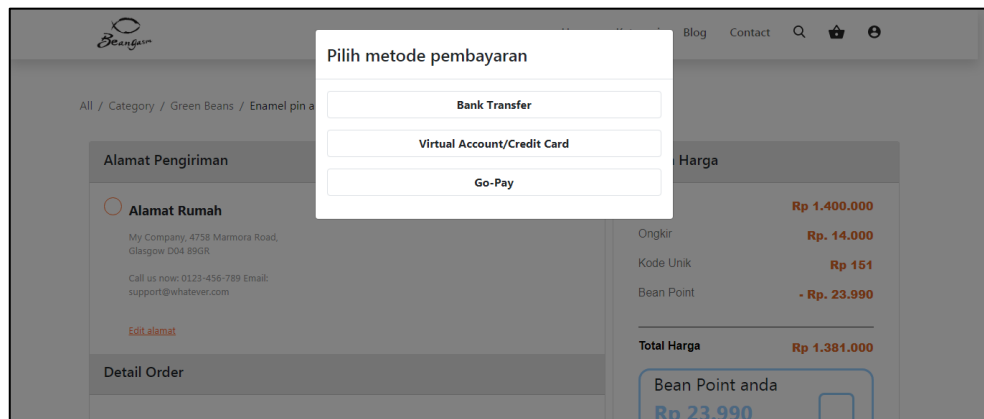 Beangasm
Blog Contact
Pilih metode pembayaran
Bank Transfer
Virtual Account/Credit Card
Go-Pay
All / Category / Green Beans / Enamel pin a
Alamat Pengiriman
Alamat Rumah
My Company, 4758 Marmora Road,
Glasgow D04 89GR
Call us now: 0123-456-789 Email:
support@whatever.com
Edit alamat
Detail Order
Harga
Rp 1.400.000
Ongkir Rp. 14.000
Kode Unik Rp 151
Bean Point - Rp. 23.990
Total Harga Rp 1.381.000
Bean Point anda
Rp 23.990